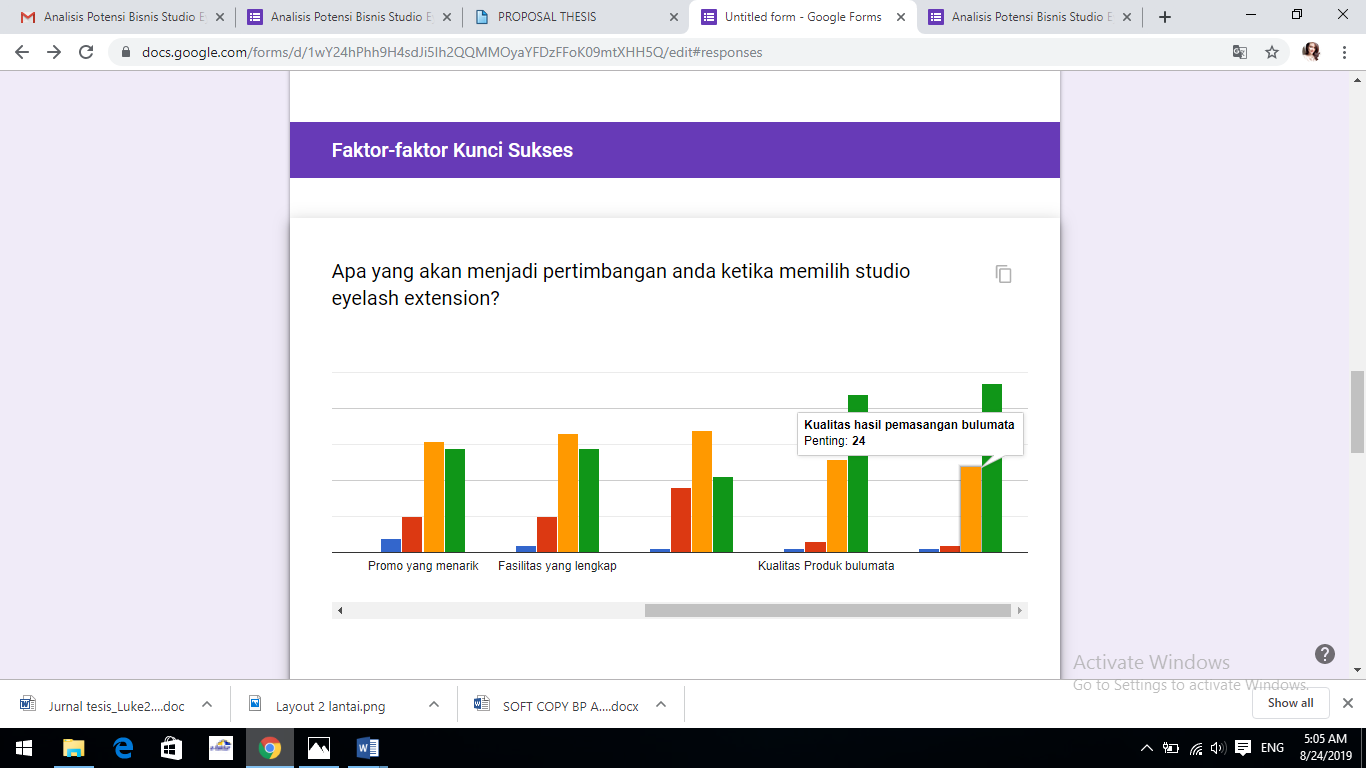 Analisis Potensi Bisnis Studio E
Analisis Potensi Bisnis Studio E
PROPOSAL THESIS
Untitled form - Google Forms
Analisis Potensi Bisnis Studio E
docs.google.com/forms/d/1wY24hPhh9H4sdJi5Ih2QQMMOyaYFDzFFoK09mtXHH5Q/edit#responses
Faktor-faktor Kunci Sukses
Apa yang akan menjadi pertimbangan anda ketika memilih studio
eyelash extension?
Kualitas hasil pemasangan bulumata
Penting: 24
Promo yang menarik
Fasilitas yang lengkap
Kualitas Produk bulumata
Activate Windows
Go to Settings to activate Windows.
Jurnal tesis_Luke2....doc
Layout 2 lantai.png
SOFT COPY BP A....docx
Show all
ENG
5:05 AM
8/24/2019